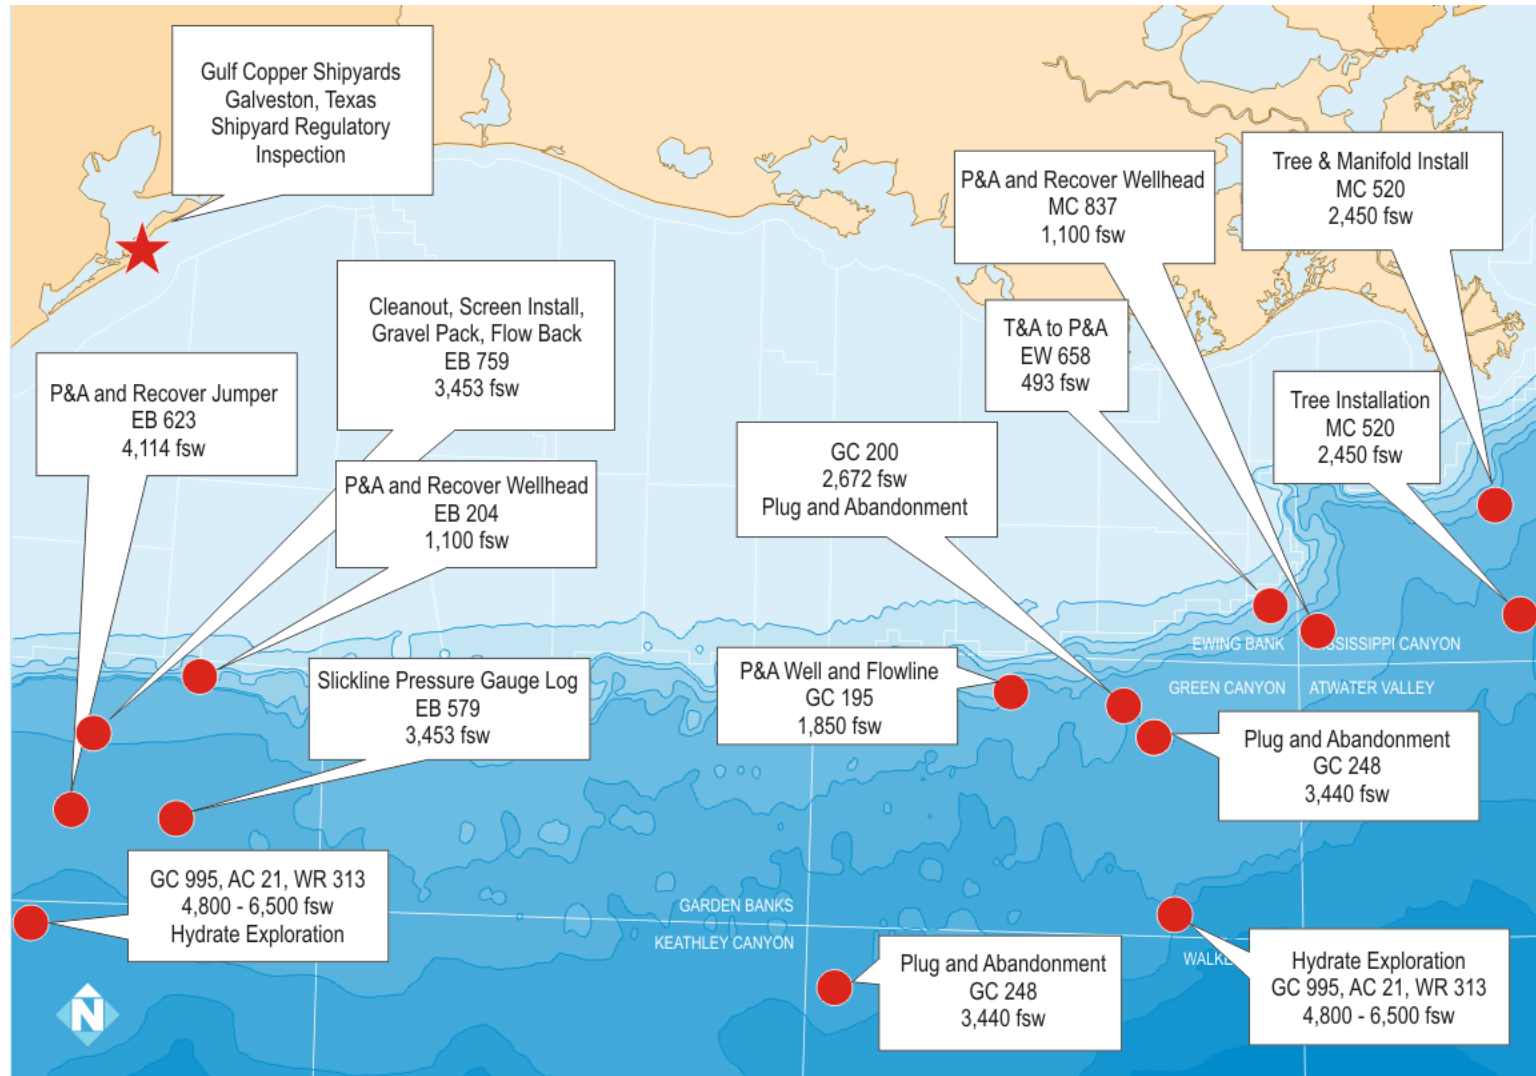 Gulf Copper Shipyards
Galveston, Texas
Shipyard Regulatory
Inspection
Tree & Manifold Install
MC 520
2,450 fsw
P&A and Recover Wellhead
MC 837
1,100 fsw
Cleanout, Screen Install,
Gravel Pack, Flow Back
EB 759
3,453 fsw
T&A to P&A
EW 658
493 fsw
P&A and Recover Jumper
EB 623
4,114 fsw
Tree Installation
MC 520
2,450 fsw
GC 200
2,672 fsw
Plug and Abandonment
P&A and Recover Wellhead
EB 204
1,100 fsw
EWING BANK
SISSIPPI CANYON
GREEN CANYON
ATWATER VALLEY
P&A Well and Flowline
GC 195
1,850 fsw
Slickline Pressure Gauge Log
EB 579
3,453 fsw
Plug and Abandonment
GC 248
3,440 fsw
GC 995, AC 21, WR 313
4,800 - 6,500 fsw
Hydrate Exploration
GARDEN BANKS
KEATHLEY CANYON
WALKE
Plug and Abandonment
GC 248
3,440 fsw
Hydrate Exploration
GC 995, AC 21, WR 313
4,800 - 6,500 fsw
N